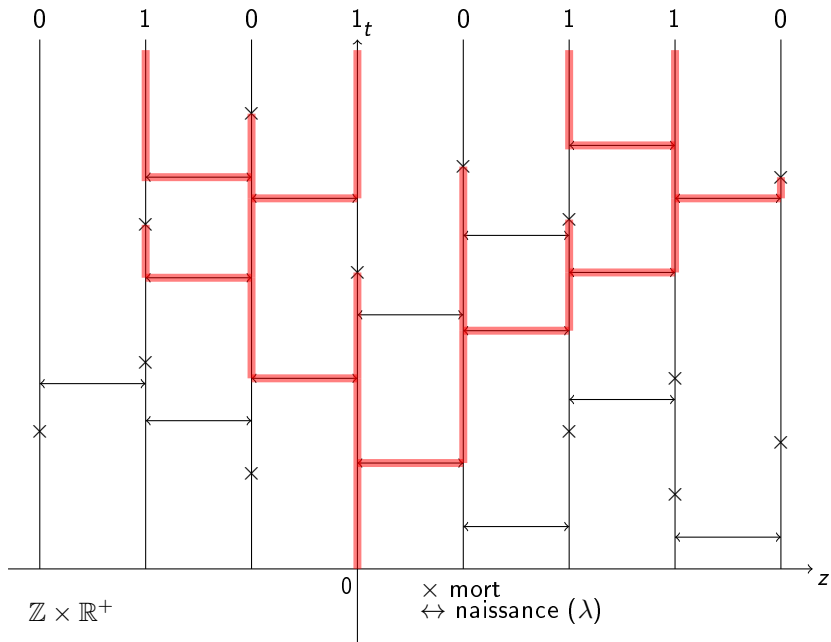 0 1 0 1 0 1 1 0
t
z
0
× mort
↔ naissance (λ)
ℤ × ℝ⁺